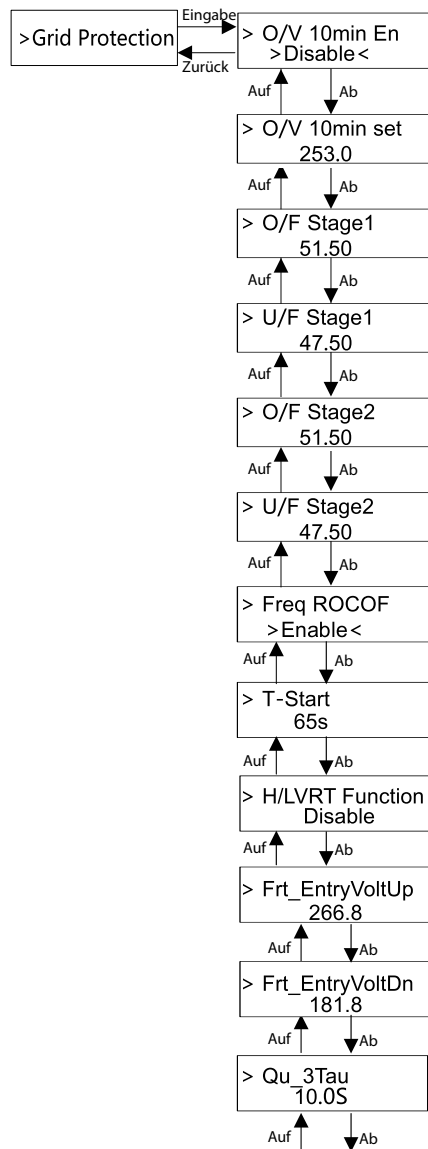 >Grid Protection
Eingabe
Zurück
> O/V 10min En
>Disable<
Auf
Ab
> O/V 10min set
253.0
Auf
Ab
> O/F Stage1
51.50
Auf
Ab
> U/F Stage1
47.50
Auf
Ab
> O/F Stage2
51.50
Auf
Ab
> U/F Stage2
47.50
Auf
Ab
> Freq ROCOF
>Enable<
Auf
Ab
> T-Start
65s
Auf
Ab
> H/LVRT Function
Disable
Auf
Ab
> Frt_EntryVoltUp
266.8
Auf
Ab
> Frt_EntryVoltDn
181.8
Auf
Ab
> Qu_3Tau
10.0S
Auf
Ab